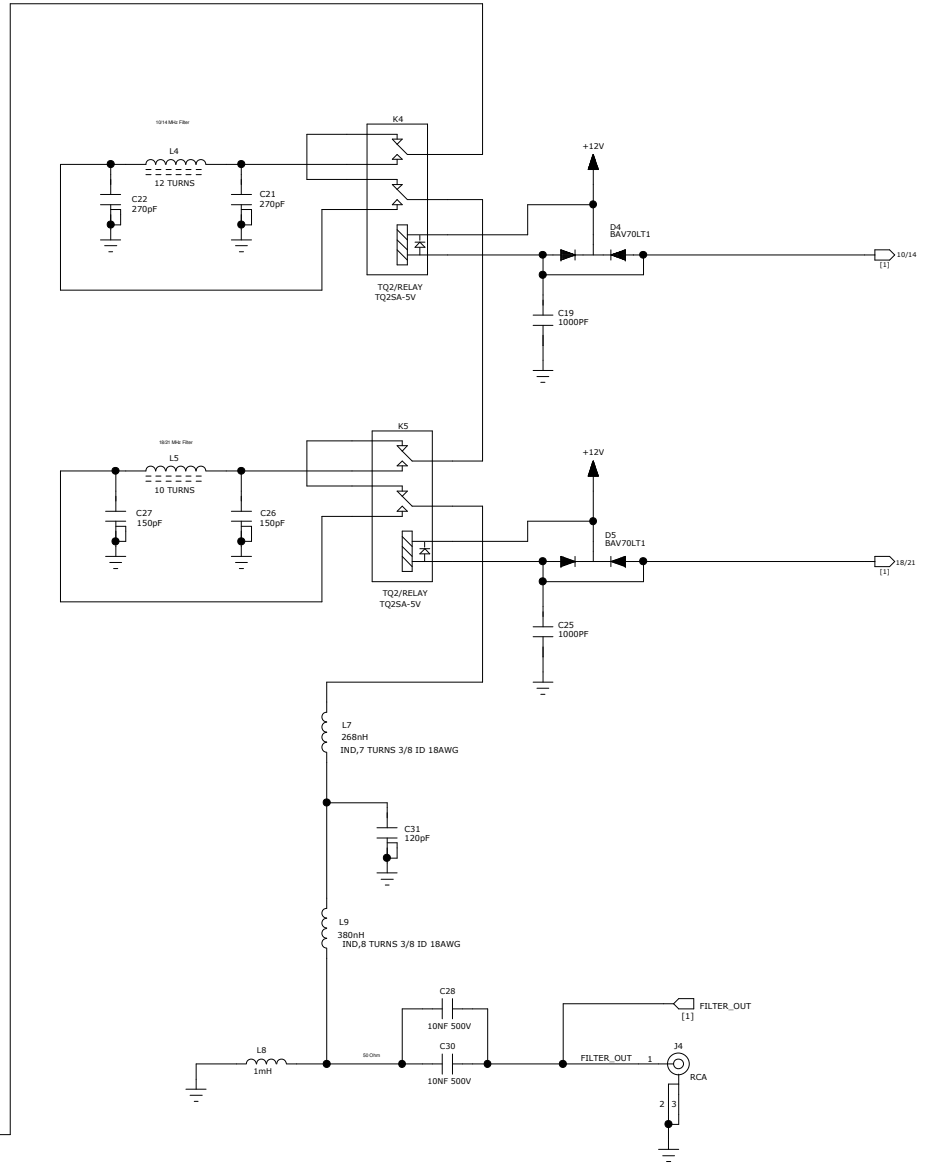 10/14 MHz Filter
L4
12 TURNS
C22
270pF
C21
270pF
K4
TQ2/RELAY
TQ2SA-5V
+12V
D4
BAV70LT1
10/14
[1]
C19
1000PF
18/21 MHz Filter
L5
10 TURNS
C27
150pF
C26
150pF
K5
TQ2/RELAY
TQ2SA-5V
+12V
D5
BAV70LT1
18/21
[1]
C25
1000PF
L7
268nH
IND,7 TURNS 3/8 ID 18AWG
C31
120pF
L9
380nH
IND,8 TURNS 3/8 ID 18AWG
C28
10NF 500V
FILTER_OUT
[1]
L8
1mH
50 Ohm
C30
10NF 500V
FILTER_OUT
1
J4
RCA
2 3